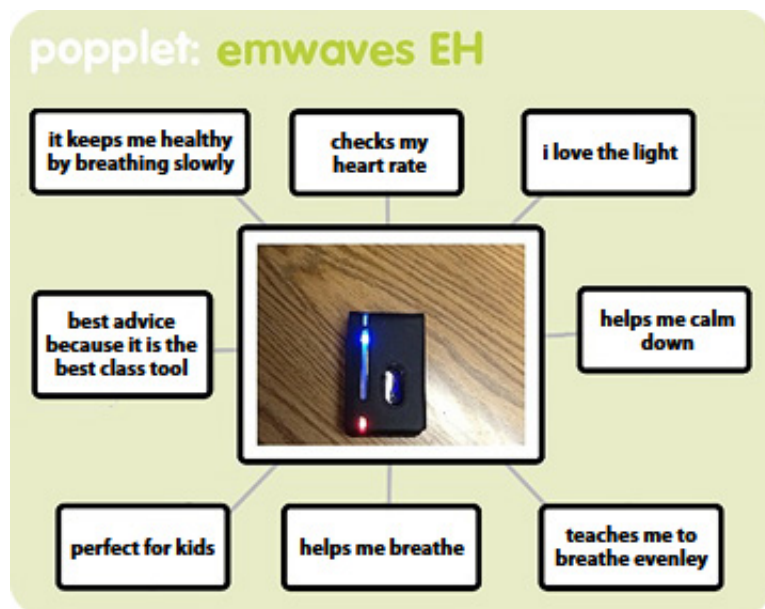 popplet: emwaves EH
it keeps me healthy
by breathing slowly
checks my
heart rate
i love the light
best advice
because it is the
best class tool
helps me calm
down
perfect for kids
helps me breathe
teaches me to
breathe evenley